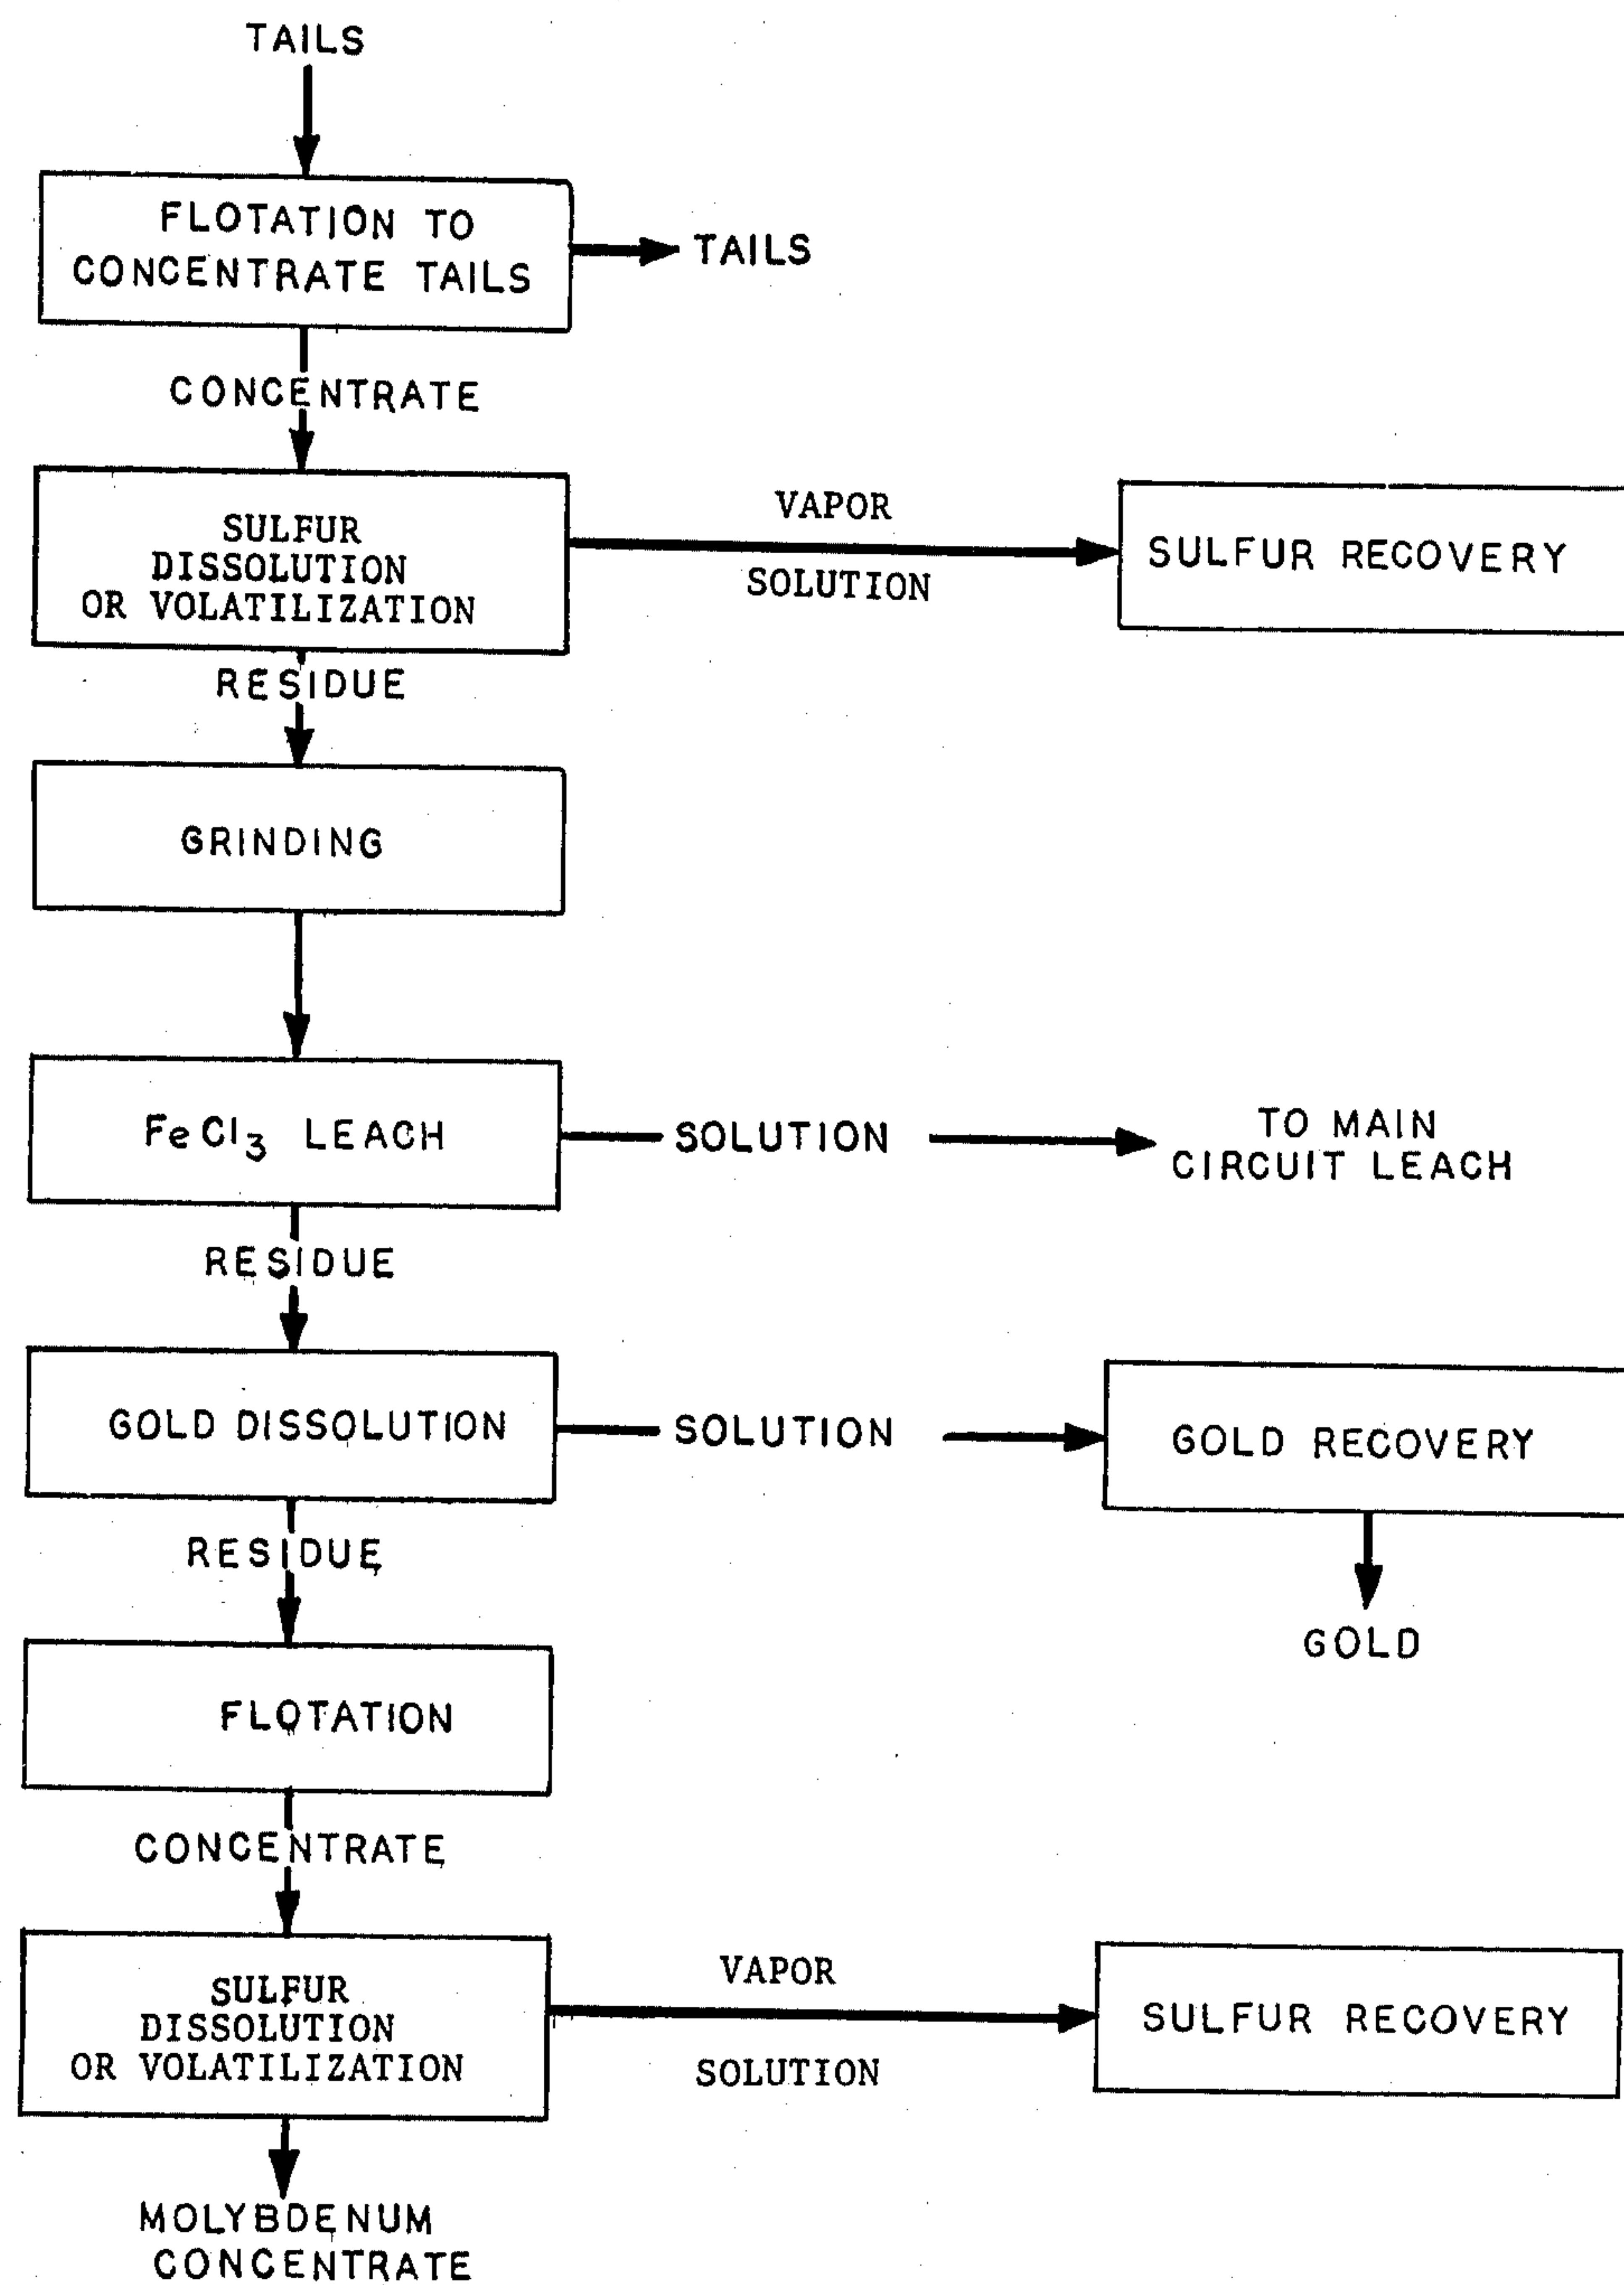 TAILS
FLOTATION TO
CONCENTRATE TAILS
TAILS
CONCENTRATE
SULFUR
DISSOLUTION
OR VOLATILIZATION
VAPOR
SOLUTION
SULFUR RECOVERY
RESIDUE
GRINDING
FeCl₃ LEACH
SOLUTION
TO MAIN
CIRCUIT LEACH
RESIDUE
GOLD DISSOLUTION
SOLUTION
GOLD RECOVERY
GOLD
RESIDUE
FLOTATION
CONCENTRATE
SULFUR
DISSOLUTION
OR VOLATILIZATION
VAPOR
SOLUTION
SULFUR RECOVERY
MOLYBDENUM
CONCENTRATE